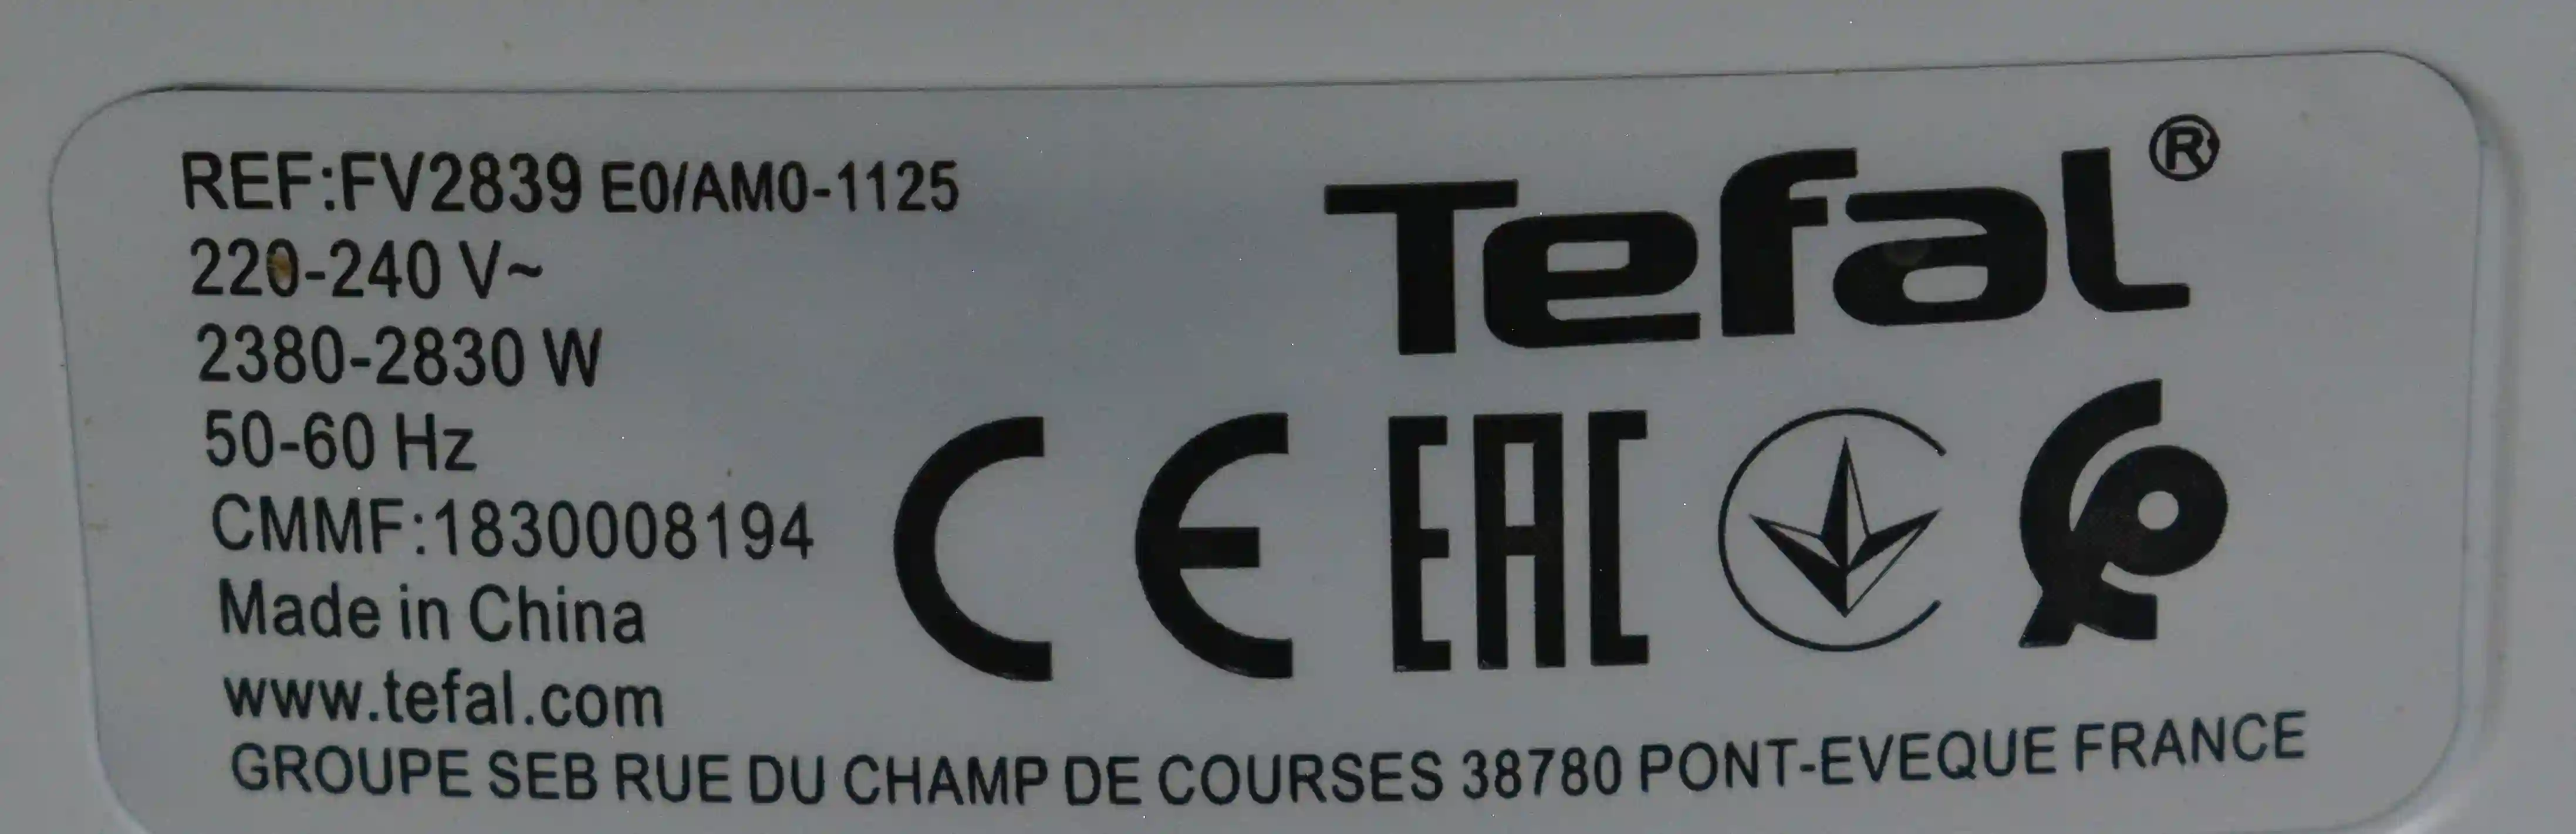 REF:FV2839 E0/AM0-1125
Tefal®
220-240 V~
2380-2830 W
50-60 Hz
CMMF:1830008194
CE EAC
Made in China
www.tefal.com
GROUPE SEB RUE DU CHAMP DE COURSES 38780 PONT-EVEQUE FRANCE